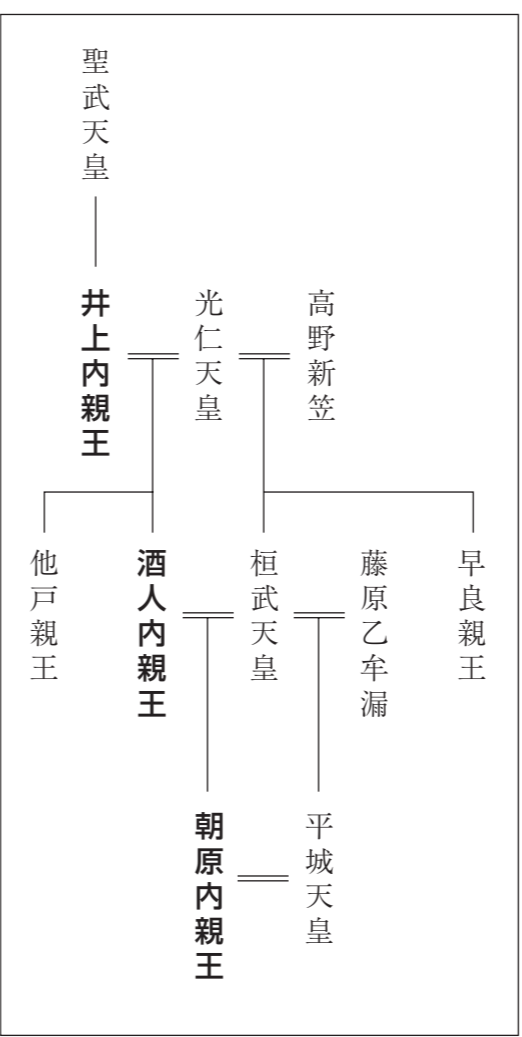 聖武天皇
高野新笠
光仁天皇
井上内親王
早良親王
藤原乙牟漏
桓武天皇
酒人内親王
他戸親王
平城天皇
朝原内親王